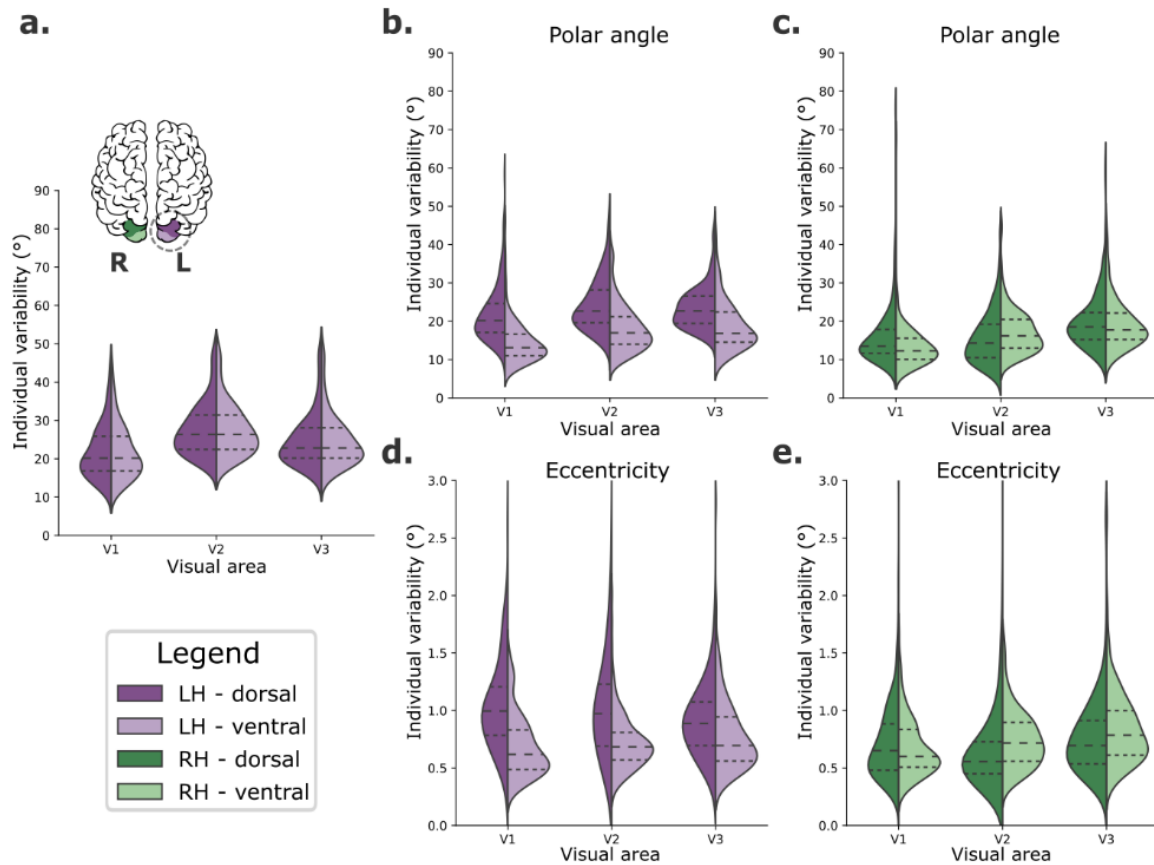 a.
R L
Individual variability (°)
90
80
70
60
50
40
30
20
10
0
V1 V2 V3
Visual area
Legend
LH - dorsal
LH - ventral
RH - dorsal
RH - ventral
b.
Polar angle
Individual variability (°)
90
80
70
60
50
40
30
20
10
0
V1 V2 V3
Visual area
c.
Polar angle
Individual variability (°)
90
80
70
60
50
40
30
20
10
0
V1 V2 V3
Visual area
d.
Eccentricity
Individual variability (°)
3.0
2.5
2.0
1.5
1.0
0.5
0.0
V1 V2 V3
Visual area
e.
Eccentricity
Individual variability (°)
3.0
2.5
2.0
1.5
1.0
0.5
0.0
V1 V2 V3
Visual area